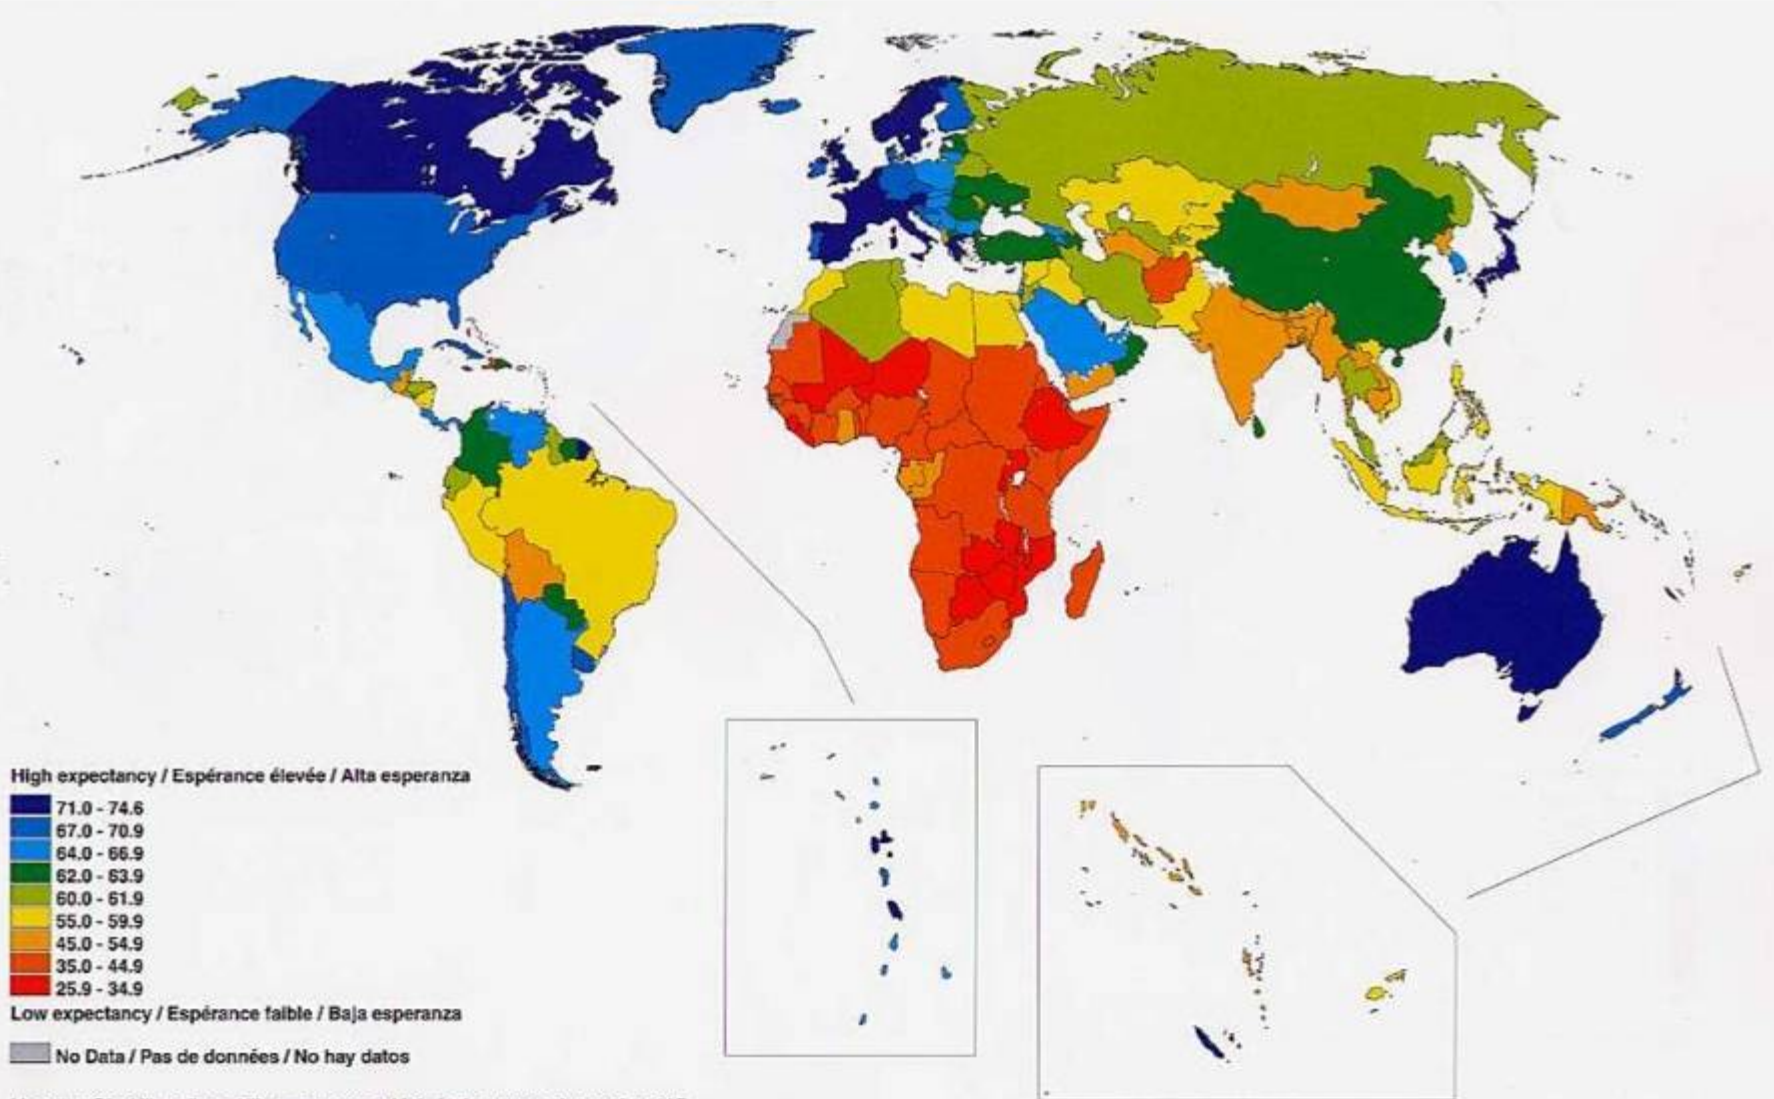 High expectancy / Espérance élevée / Alta esperanza
71.0 - 74.6
67.0 - 70.9
64.0 - 66.9
62.0 - 63.9
60.0 - 61.9
55.0 - 59.9
45.0 - 54.9
35.0 - 44.9
25.9 - 34.9
Low expectancy / Espérance faible / Baja esperanza
No Data / Pas de données / No hay datos